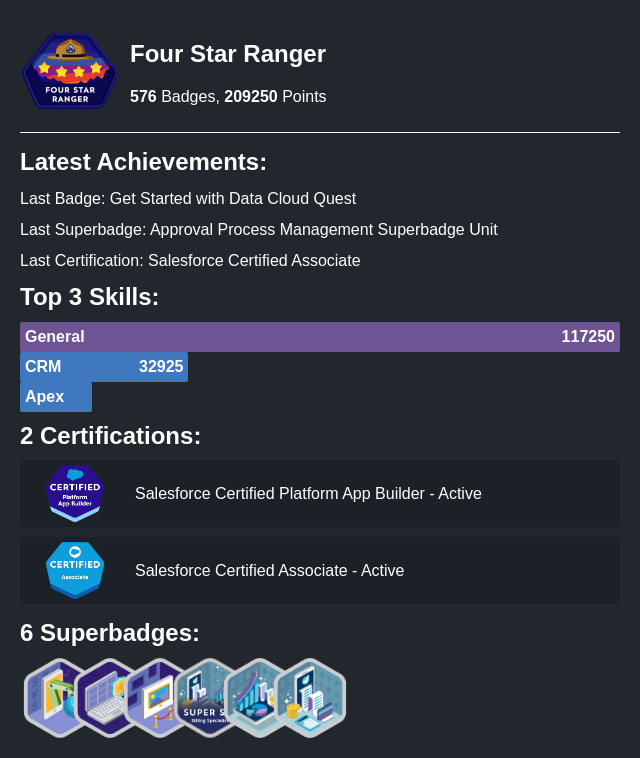 FOUR STAR
RANGER
Four Star Ranger
576 Badges, 209250 Points
Latest Achievements:
Last Badge: Get Started with Data Cloud Quest
Last Superbadge: Approval Process Management Superbadge Unit
Last Certification: Salesforce Certified Associate
Top 3 Skills:
General 117250
CRM 32925
Apex
2 Certifications:
CERTIFIED
Platform
App Builder
Salesforce Certified Platform App Builder - Active
CERTIFIED
Associate
Salesforce Certified Associate - Active
6 Superbadges:
SUPER S